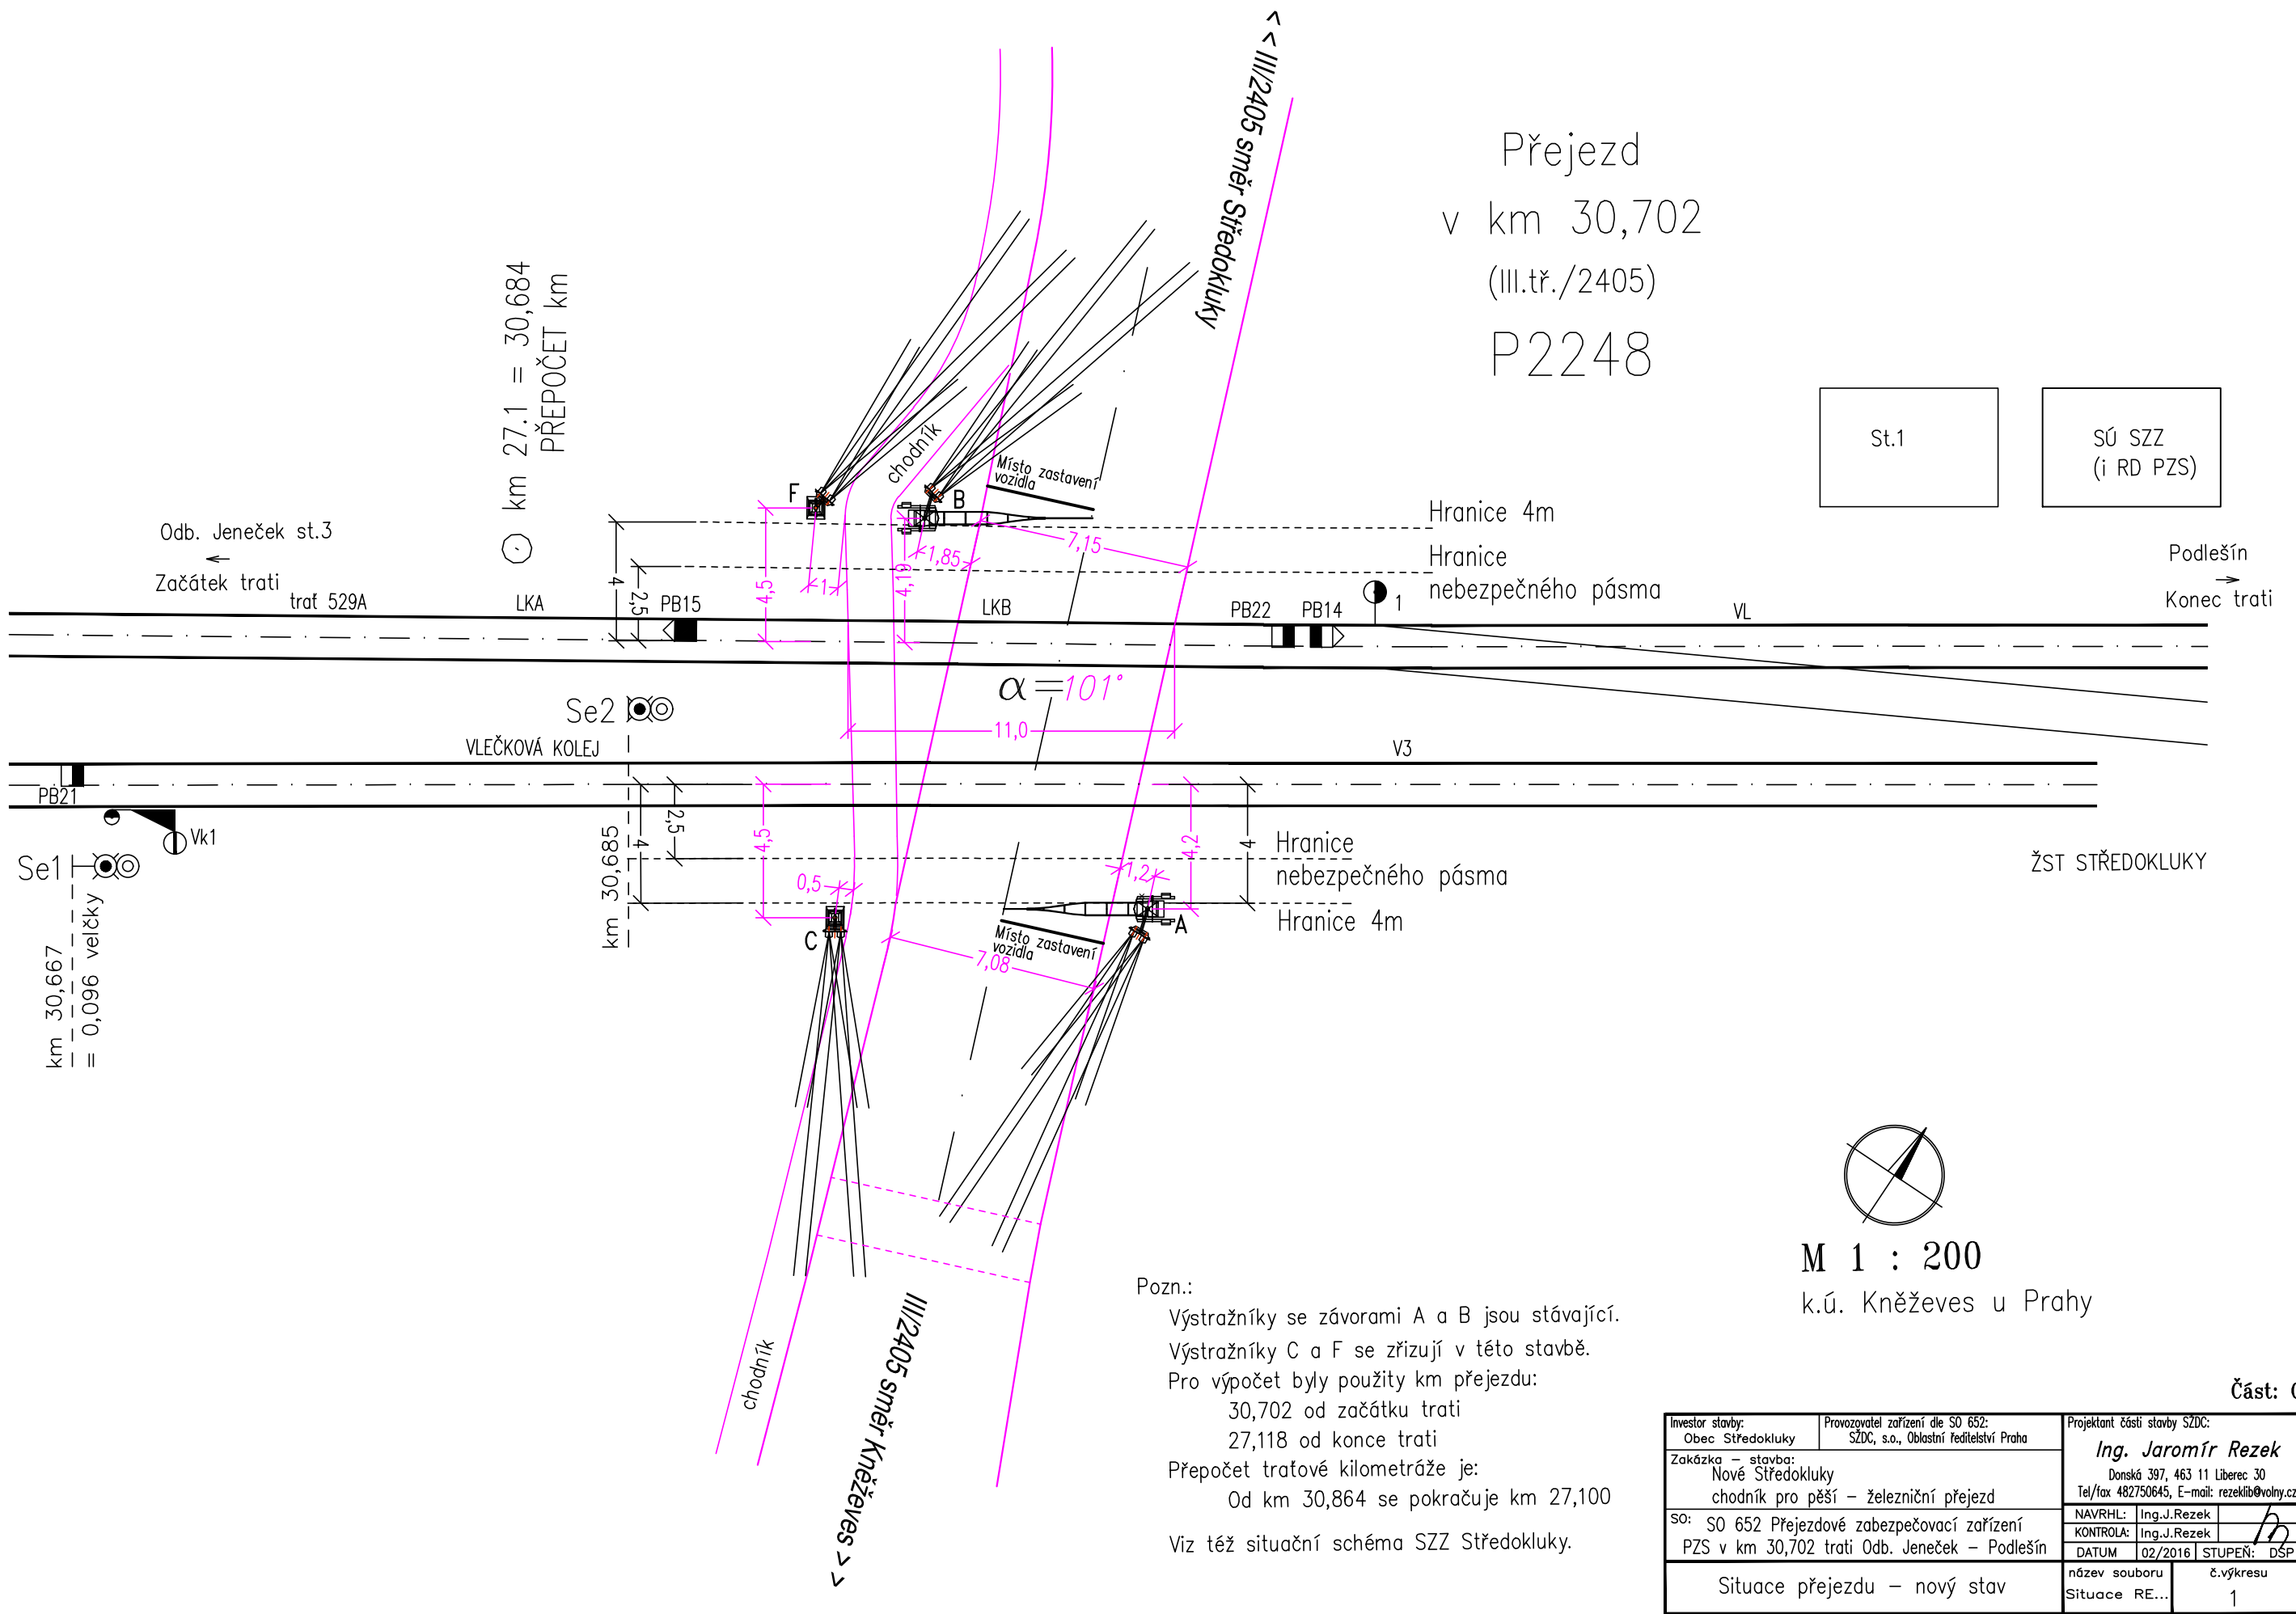 << III/2405 směr Středokluky
Přejezd
v km 30,702
(III.tř./2405)
P2248
km 27.1 = 30,684
PŘEPOČET km
St.1
SÚ SZZ
(i RD PZS)
chodník
F
B
Místo zastavení
vozidla
Hranice 4m
Hranice
nebezpečného pásma
Odb. Jeneček st.3
Začátek trati
Podlešín
Konec trati
4
2,5
4,5
1
4,19
1,85
7,15
trať 529A
LKA
PB15
LKB
PB22
PB14
1
VL
α=101°
Se2
11,0
VLEČKOVÁ KOLEJ
V3
PB21
Vk1
Se1
km 30,667
= 0,096 velčky
km 30,685
4
2,5
4,5
0,5
4,2
1,2
4
Hranice
nebezpečného pásma
Hranice 4m
ŽST STŘEDOKLUKY
C
A
Místo zastavení
vozidla
7,08
M 1 : 200
k.ú. Kněževes u Prahy
chodník
III/2405 směr Kněževes >>
Pozn.:
Výstražníky se závorami A a B jsou stávající.
Výstražníky C a F se zřizují v této stavbě.
Pro výpočet byly použity km přejezdu:
30,702 od začátku trati
27,118 od konce trati
Přepočet traťové kilometráže je:
Od km 30,864 se pokračuje km 27,100
Viz též situační schéma SZZ Středokluky.
Část:
Investor stavby:
Obec Středokluky
Provozovatel zařízení dle SO 652:
SŽDC, s.o., Oblastní ředitelství Praha
Projektant části stavby SŽDC:
Ing. Jaromír Rezek
Donská 397, 463 11 Liberec 30
Tel/fax 482750645, E-mail: rezeklib@volny.cz
Zakázka – stavba:
Nové Středokluky
chodník pro pěší – železniční přejezd
SO: SO 652 Přejezdové zabezpečovací zařízení
PZS v km 30,702 trati Odb. Jeneček – Podlešín
NAVRHL: Ing.J.Rezek
KONTROLA: Ing.J.Rezek
DATUM 02/2016 STUPEŇ: DSP
Situace přejezdu – nový stav
název souboru
Situace RE...
č.výkresu
1